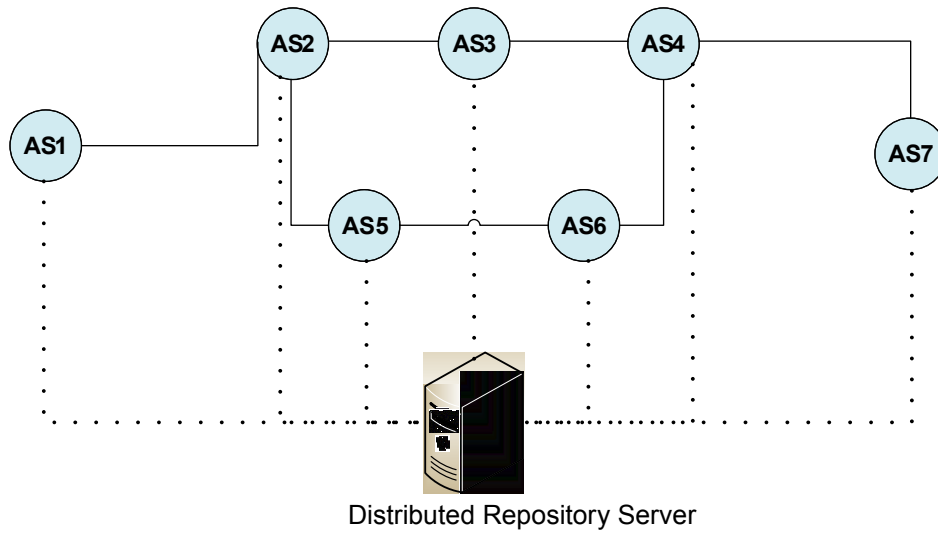 AS2
AS3
AS4
AS1
AS7
AS5
AS6
Distributed Repository Server